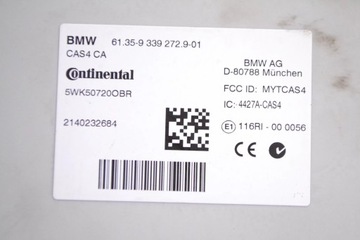 BMW 61.35-9 339 272.9-01
CAS4 CA
Continental
5WK50720OBR
2140232684
BMW AG
D-80788 München
FCC ID: MYTCAS4
IC: 4427A-CAS4
E1 116RI - 00 0056